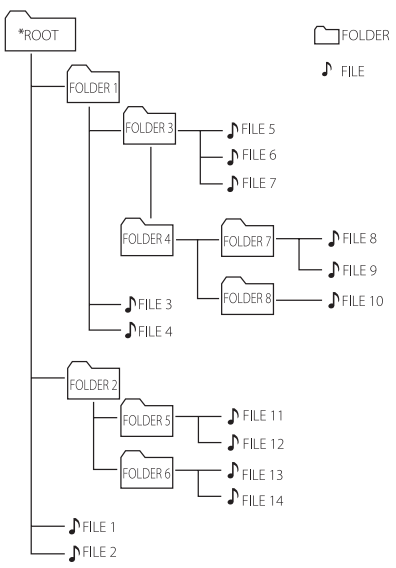 *ROOT
FOLDER
FILE
FOLDER 1
FOLDER 3
FILE 5
FILE 6
FILE 7
FOLDER 4
FOLDER 7
FILE 8
FILE 9
FOLDER 8
FILE 10
FILE 3
FILE 4
FOLDER 2
FOLDER 5
FILE 11
FILE 12
FOLDER 6
FILE 13
FILE 14
FILE 1
FILE 2